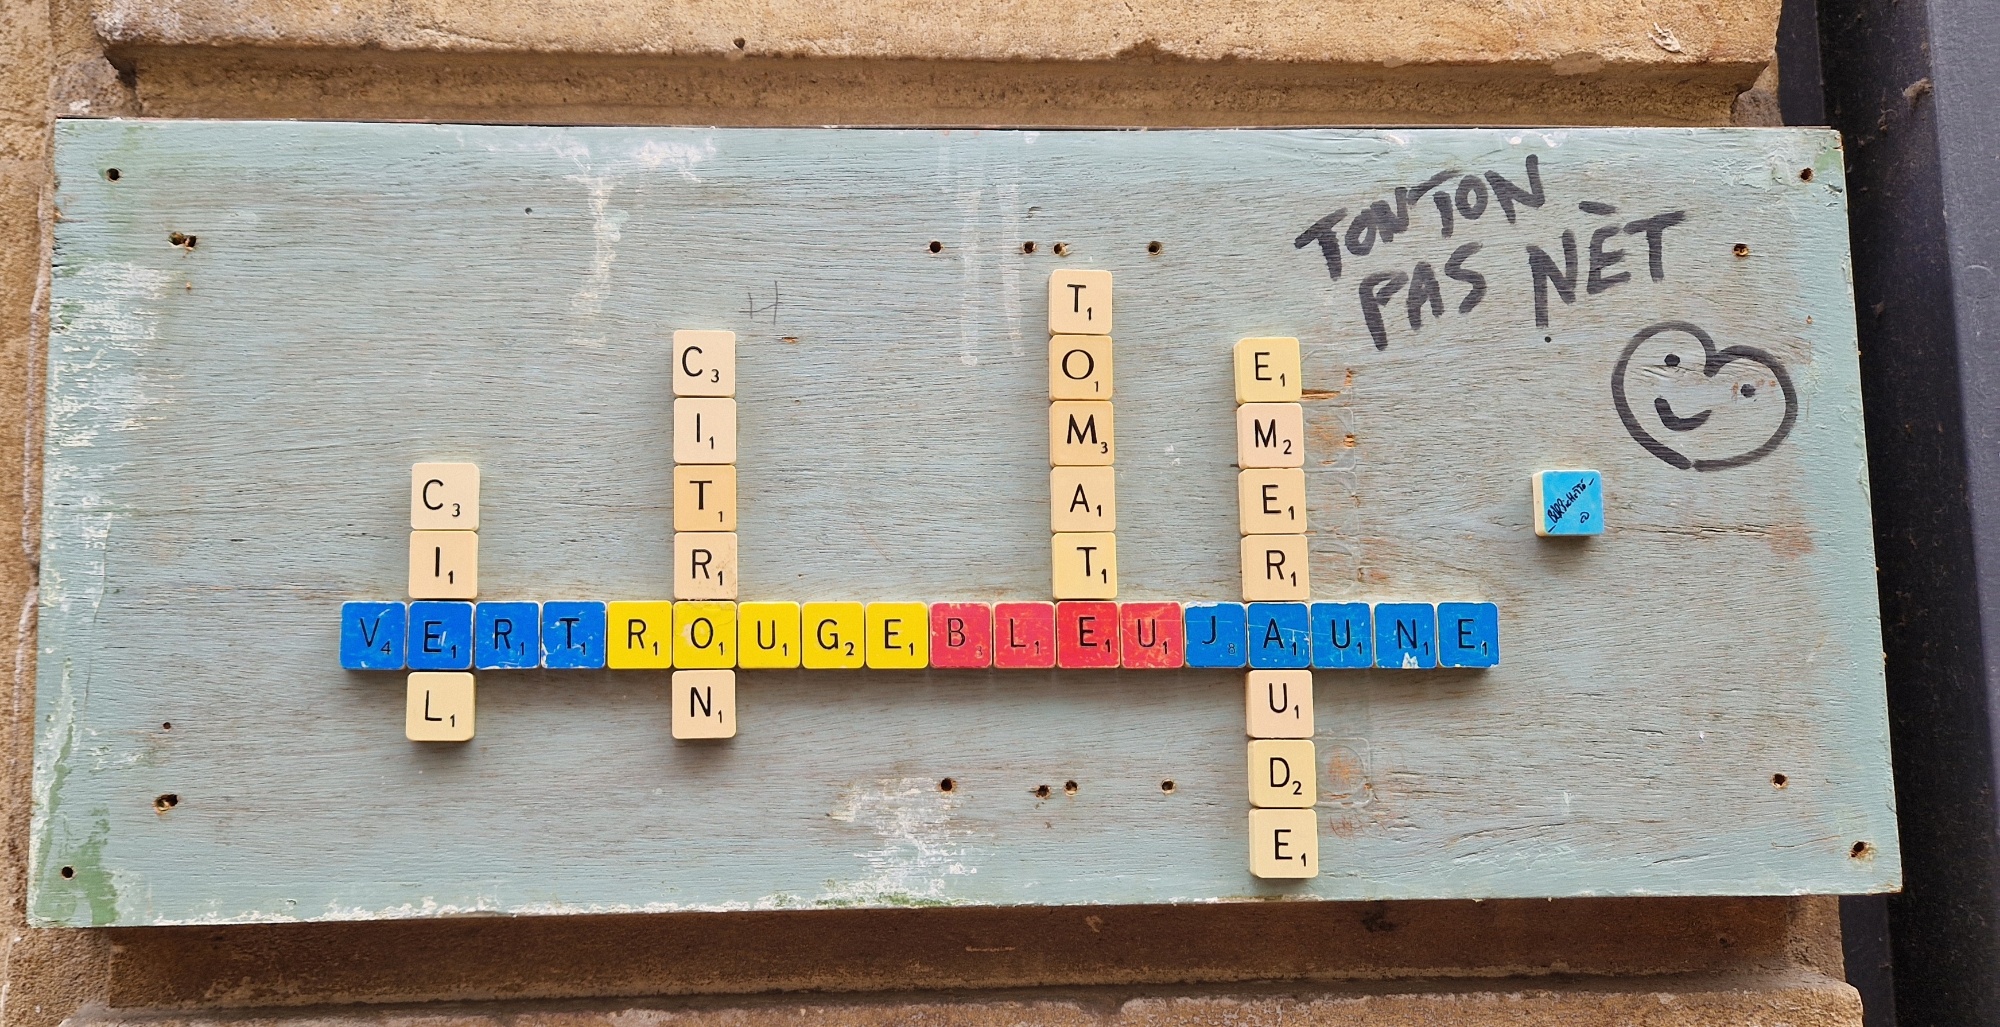 TONTON
PAS NÈT
CIEL
CITRON
TOMATE
EMERAUDE
VERTROUGEBLEUJAUNE